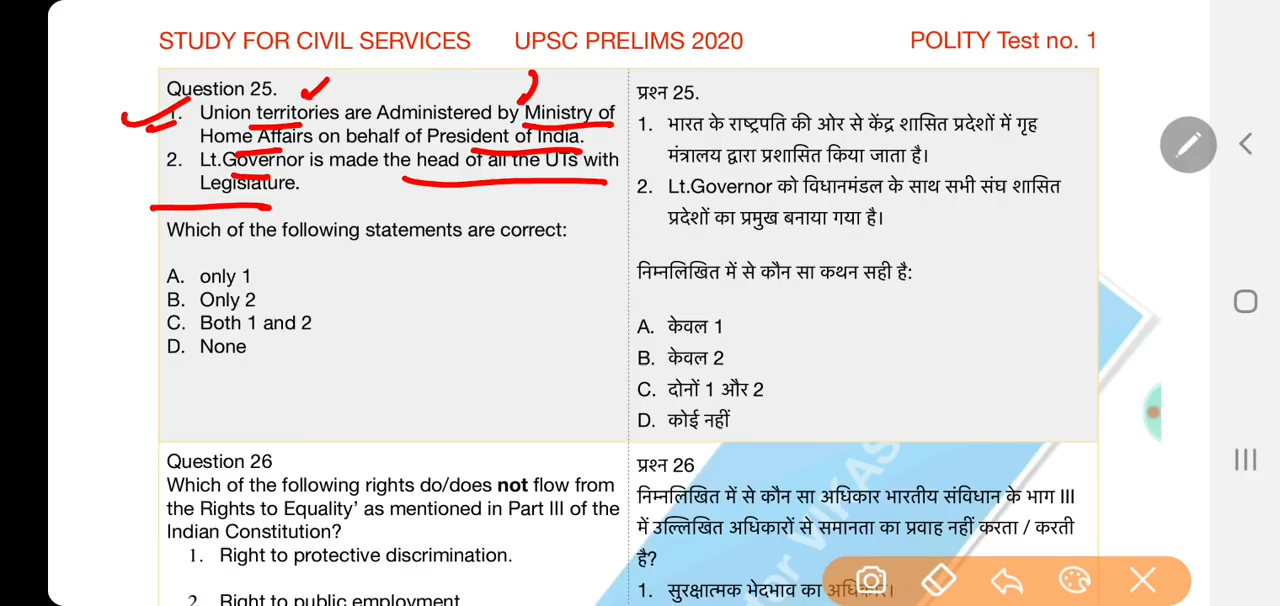 STUDY FOR CIVIL SERVICES UPSC PRELIMS 2020 POLITY Test no. 1
Question 25.
1. Union territories are Administered by Ministry of
Home Affairs on behalf of President of India.
2. Lt.Governor is made the head of all the UTs with
Legislature.
Which of the following statements are correct:
A. only 1
B. Only 2
C. Both 1 and 2
D. None
प्रश्न 25.
1. भारत के राष्ट्रपति की ओर से केंद्र शासित प्रदेशों में गृह
मंत्रालय द्वारा प्रशासित किया जाता है।
2. Lt.Governor को विधानमंडल के साथ सभी संघ शासित
प्रदेशों का प्रमुख बनाया गया है।
निम्नलिखित में से कौन सा कथन सही है:
A. केवल 1
B. केवल 2
C. दोनों 1 और 2
D. कोई नहीं
Question 26
Which of the following rights do/does not flow from
the Rights to Equality’ as mentioned in Part III of the
Indian Constitution?
1. Right to protective discrimination.
2. Right to public employment
प्रश्न 26
निम्नलिखित में से कौन सा अधिकार भारतीय संविधान के भाग III
में उल्लिखित अधिकारों से समानता का प्रवाह नहीं करता / करती
है?
1. सुरक्षात्मक भेदभाव का अधिकार।